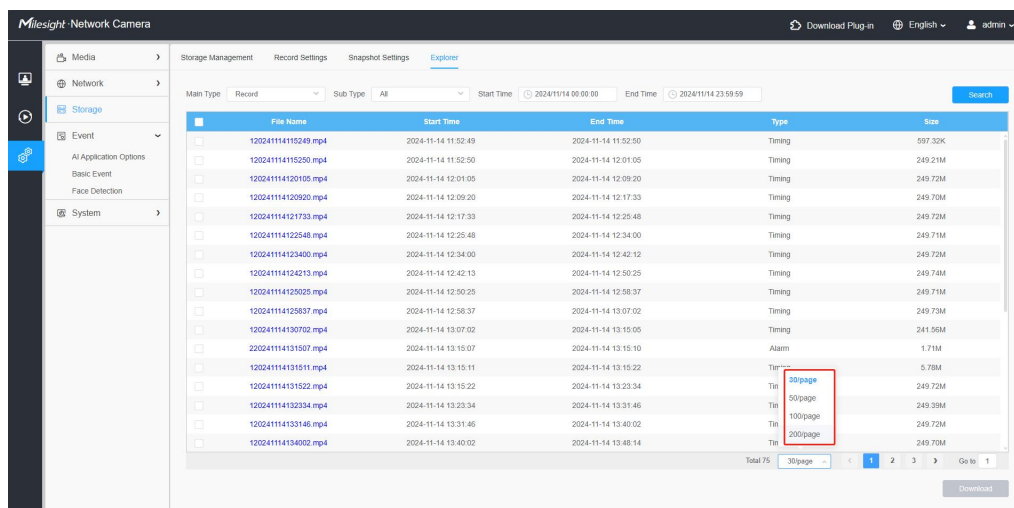 Milesight · Network Camera
Download Plug-in English admin
Media
Network
Storage
Event
AI Application Options
Basic Event
Face Detection
System
Storage Management Record Settings Snapshot Settings Explorer
Main Type Record Sub Type All Start Time 2024/11/14 00:00:00 End Time 2024/11/14 23:59:59 Search
File Name Start Time End Time Type Size
120241114115249.mp4 2024-11-14 11:52:49 2024-11-14 11:52:50 Timing 597.32K
120241114115250.mp4 2024-11-14 11:52:50 2024-11-14 12:01:05 Timing 249.21M
120241114120105.mp4 2024-11-14 12:01:05 2024-11-14 12:09:20 Timing 249.72M
120241114120920.mp4 2024-11-14 12:09:20 2024-11-14 12:17:33 Timing 249.70M
120241114121733.mp4 2024-11-14 12:17:33 2024-11-14 12:25:48 Timing 249.72M
120241114122548.mp4 2024-11-14 12:25:48 2024-11-14 12:34:00 Timing 249.71M
120241114123400.mp4 2024-11-14 12:34:00 2024-11-14 12:42:12 Timing 249.72M
120241114124213.mp4 2024-11-14 12:42:13 2024-11-14 12:50:25 Timing 249.74M
120241114125025.mp4 2024-11-14 12:50:25 2024-11-14 12:58:37 Timing 249.71M
120241114125837.mp4 2024-11-14 12:58:37 2024-11-14 13:07:02 Timing 249.73M
120241114130702.mp4 2024-11-14 13:07:02 2024-11-14 13:15:05 Timing 241.56M
220241114131507.mp4 2024-11-14 13:15:07 2024-11-14 13:15:10 Alarm 1.71M
120241114131511.mp4 2024-11-14 13:15:11 2024-11-14 13:15:22 5.78M
120241114131522.mp4 2024-11-14 13:15:22 2024-11-14 13:23:34 Tin 249.72M
120241114132334.mp4 2024-11-14 13:23:34 2024-11-14 13:31:46 Tin 249.39M
120241114133146.mp4 2024-11-14 13:31:46 2024-11-14 13:40:02 Tin 249.72M
120241114134002.mp4 2024-11-14 13:40:02 2024-11-14 13:48:14 Tin 249.70M
30/page
50/page
100/page
200/page
Total 75 30/page 1 2 3 Go to 1
Download